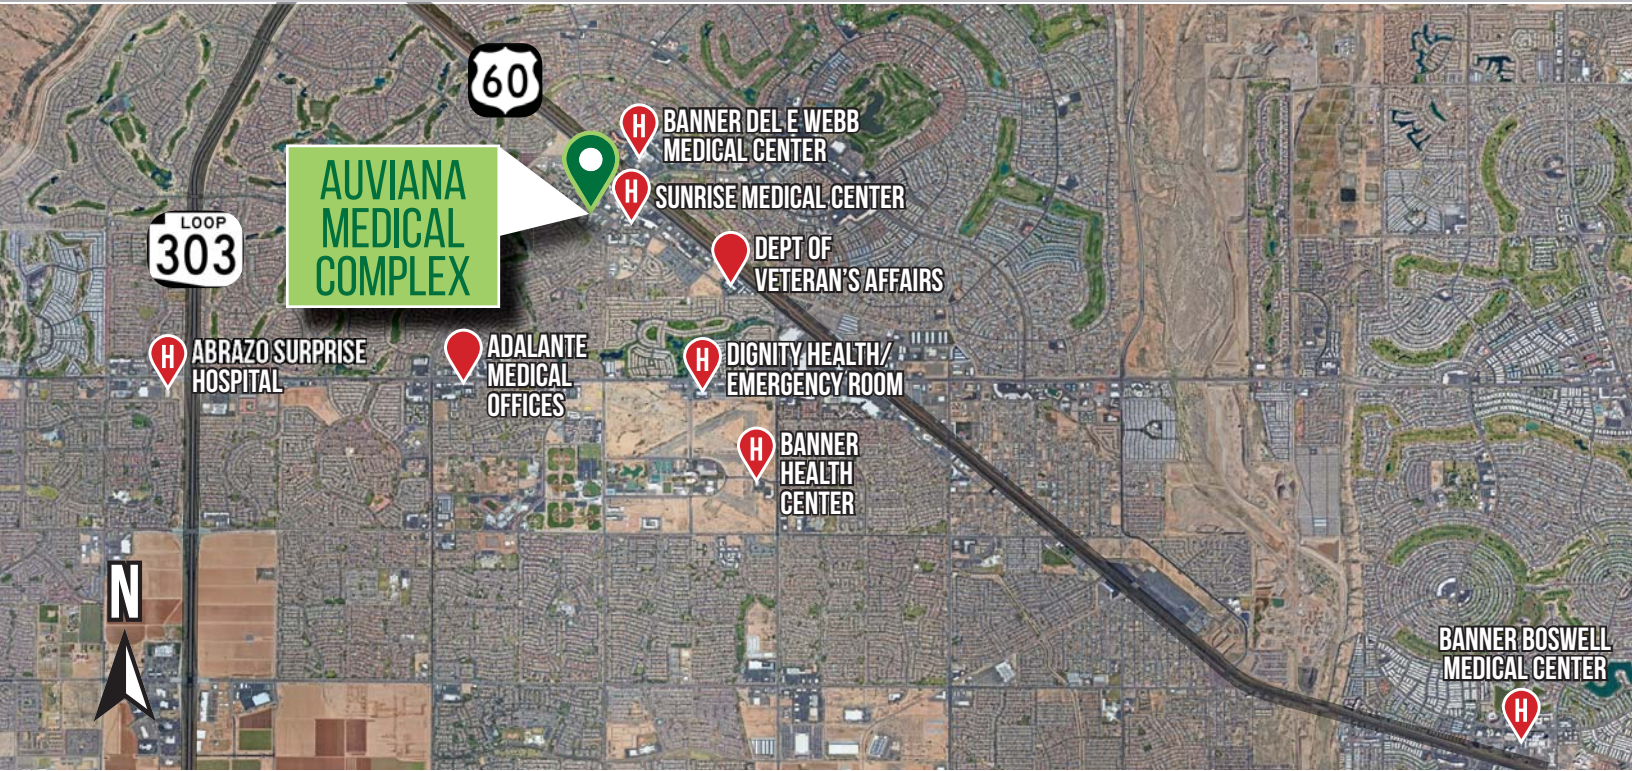 60
BANNER DEL E WEBB
MEDICAL CENTER
H
AUVIANA
MEDICAL
COMPLEX
H
SUNRISE MEDICAL CENTER
LOOP
303
DEPT OF
VETERAN'S AFFAIRS
H
ABRAZO SURPRISE
HOSPITAL
ADALANTE
MEDICAL
OFFICES
H
DIGNITY HEALTH/
EMERGENCY ROOM
H
BANNER
HEALTH
CENTER
N
BANNER BOSWELL
MEDICAL CENTER
H